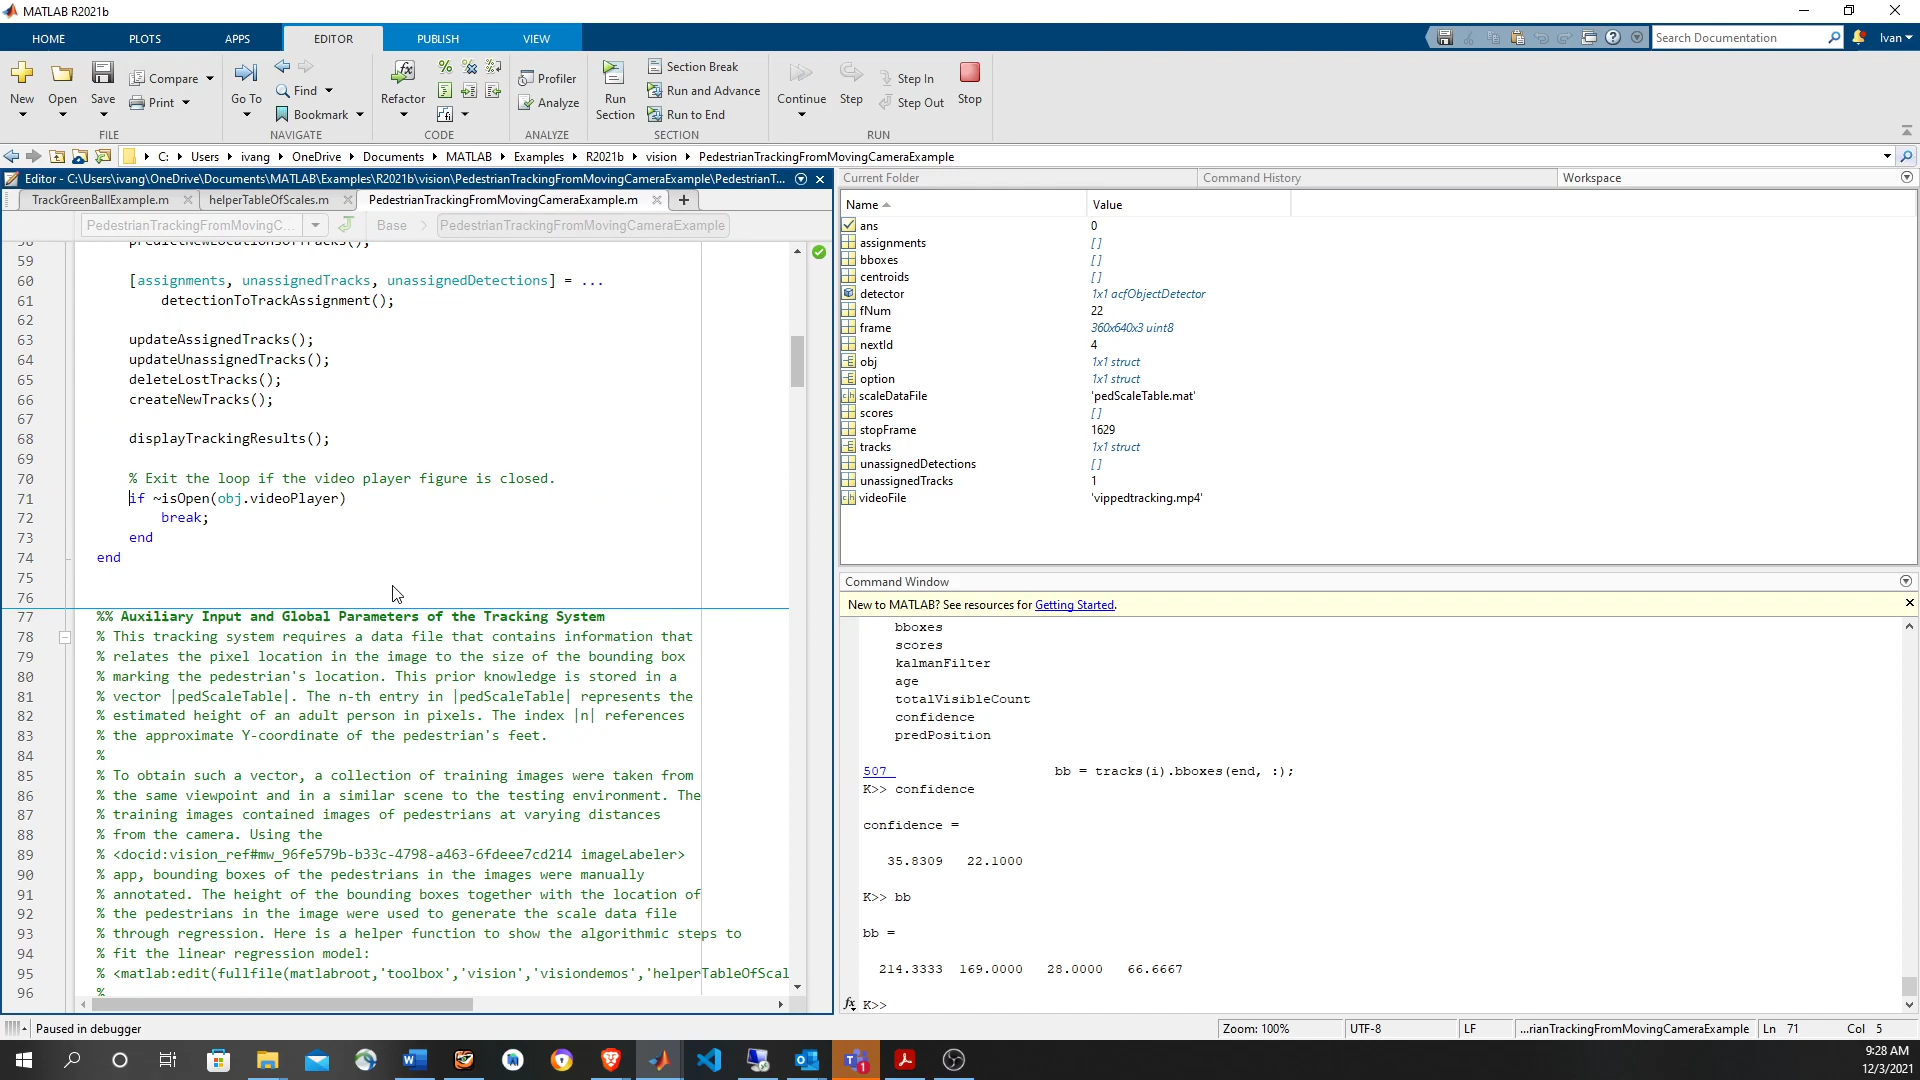 MATLAB R2021b
HOME PLOTS APPS EDITOR PUBLISH VIEW
Search Documentation
Ivan
New Open Save Compare Print
FILE
Go To Find Bookmark
NAVIGATE
Refactor
CODE
Profiler Analyze
ANALYZE
Run Section Section Break Run and Advance Run to End
SECTION
Continue Step Step In Step Out Stop
RUN
C: Users ivang OneDrive Documents MATLAB Examples R2021b vision PedestrianTrackingFromMovingCameraExample
Editor - C:\Users\ivang\OneDrive\Documents\MATLAB\Examples\R2021b\vision\PedestrianTrackingFromMovingCameraExample\PedestrianT...
TrackGreenBallExample.m helperTableOfScales.m PedestrianTrackingFromMovingCameraExample.m
PedestrianTrackingFromMovingC... Base PedestrianTrackingFromMovingCameraExample
58 predictNewLocationsOfTracks();
59
60 [assignments, unassignedTracks, unassignedDetections] = ...
61 detectionToTrackAssignment();
62
63 updateAssignedTracks();
64 updateUnassignedTracks();
65 deleteLostTracks();
66 createNewTracks();
67
68 displayTrackingResults();
69
70 % Exit the loop if the video player figure is closed.
71 if ~isOpen(obj.videoPlayer)
72 break;
73 end
74 end
75
76
77 %% Auxiliary Input and Global Parameters of the Tracking System
78 % This tracking system requires a data file that contains information that
79 % relates the pixel location in the image to the size of the bounding box
80 % marking the pedestrian's location. This prior knowledge is stored in a
81 % vector |pedScaleTable|. The n-th entry in |pedScaleTable| represents the
82 % estimated height of an adult person in pixels. The index |n| references
83 % the approximate Y-coordinate of the pedestrian's feet.
84 %
85 % To obtain such a vector, a collection of training images were taken from
86 % the same viewpoint and in a similar scene to the testing environment. The
87 % training images contained images of pedestrians at varying distances
88 % from the camera. Using the
89 % <docid:vision_ref#mw_96fe579b-b33c-4798-a463-6fdeee7cd214 imageLabeler>
90 % app, bounding boxes of the pedestrians in the images were manually
91 % annotated. The height of the bounding boxes together with the location of
92 % the pedestrians in the image were used to generate the scale data file
93 % through regression. Here is a helper function to show the algorithmic steps to
94 % fit the linear regression model:
95 % <matlab:edit(fullfile(matlabroot,'toolbox','vision','visiondemos','helperTableOfScal
96 %
Current Folder Command History Workspace
Name Value
ans 0
assignments []
bboxes []
centroids []
detector 1x1 acfObjectDetector
fNum 22
frame 360x640x3 uint8
nextId 4
obj 1x1 struct
option 1x1 struct
scaleDataFile 'pedScaleTable.mat'
scores []
stopFrame 1629
tracks 1x1 struct
unassignedDetections []
unassignedTracks 1
videoFile 'vippedtracking.mp4'
Command Window
New to MATLAB? See resources for Getting Started.
bboxes
scores
kalmanFilter
age
totalVisibleCount
confidence
predPosition
507 bb = tracks(i).bboxes(end, :);
K>> confidence
confidence =
35.8309 22.1000
K>> bb
bb =
214.3333 169.0000 28.0000 66.6667
fx K>>
Paused in debugger
Zoom: 100% UTF-8 LF ...rianTrackingFromMovingCameraExample Ln 71 Col 5
9:28 AM
12/3/2021